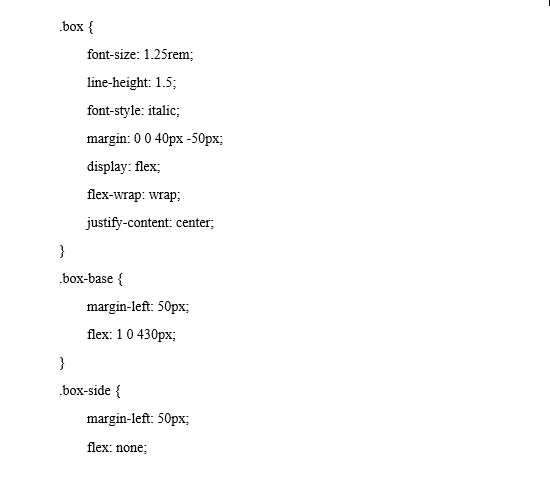 .box {
font-size: 1.25rem;
line-height: 1.5;
font-style: italic;
margin: 0 0 40px -50px;
display: flex;
flex-wrap: wrap;
justify-content: center;
}
.box-base {
margin-left: 50px;
flex: 1 0 430px;
}
.box-side {
margin-left: 50px;
flex: none;